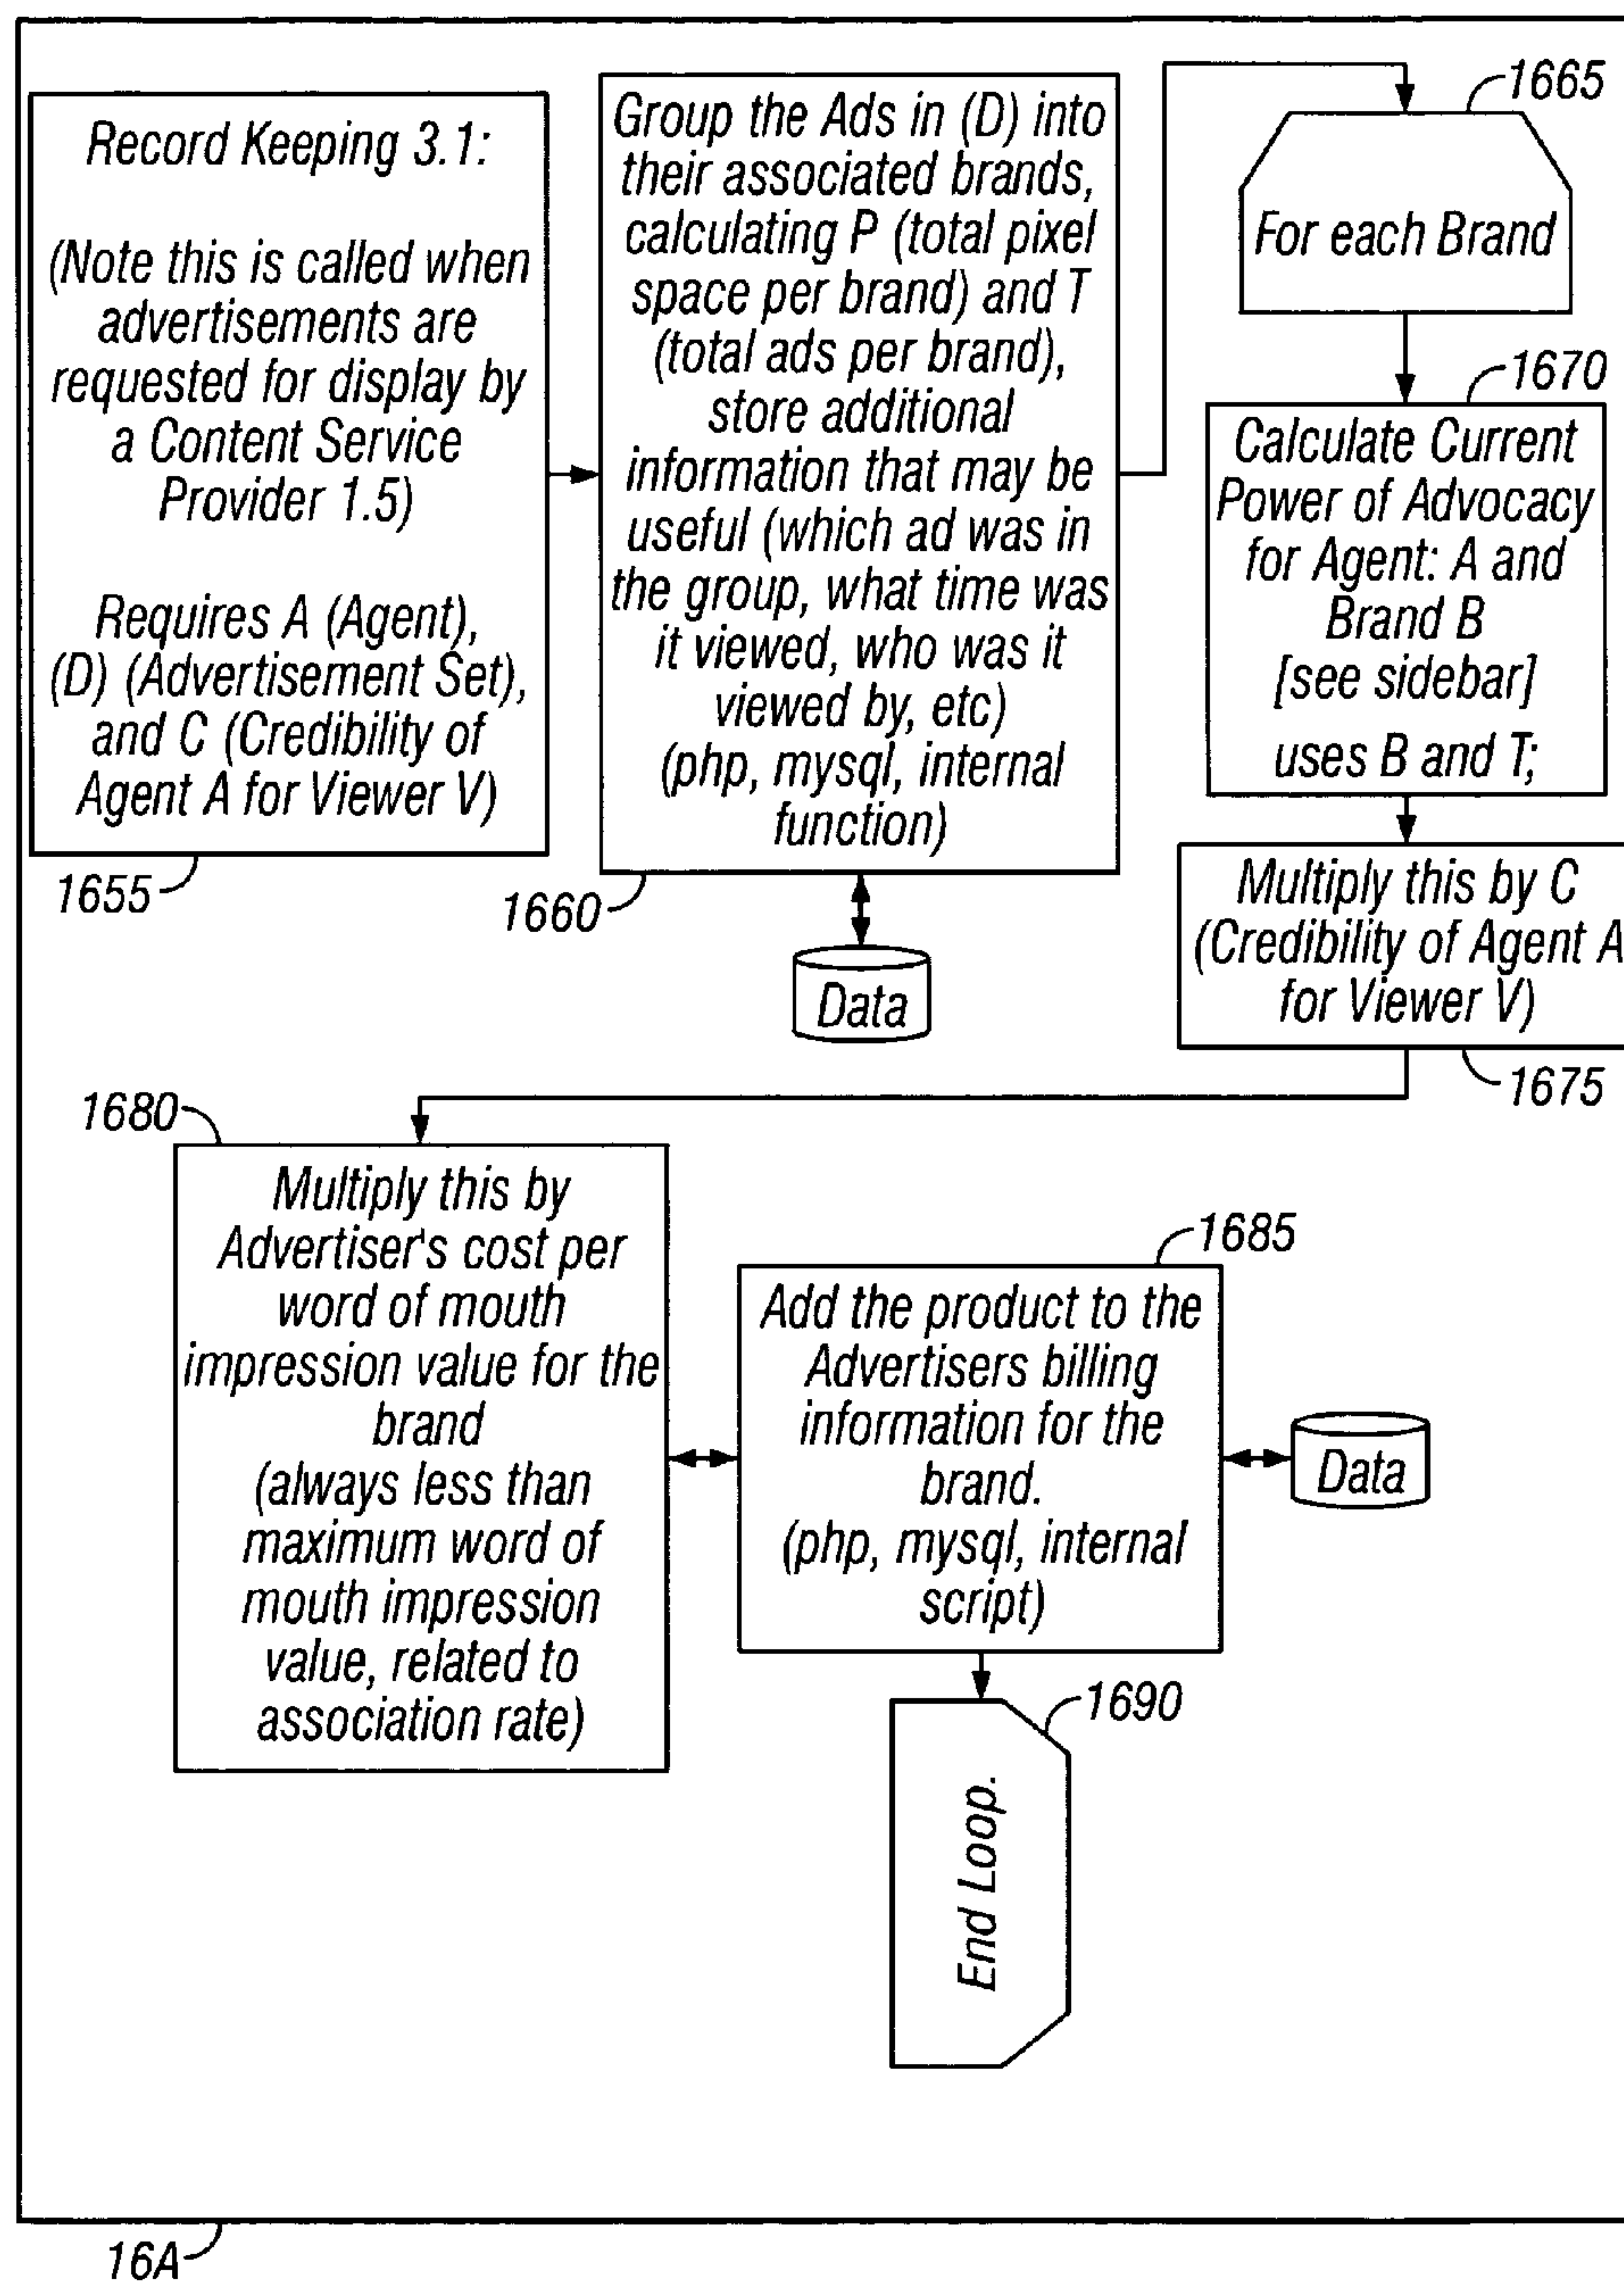 Record Keeping 3.1:
(Note this is called when
advertisements are
requested for display by
a Content Service
Provider 1.5)
Requires A (Agent),
(D) (Advertisement Set),
and C (Credibility of
Agent A for Viewer V)
1655
Group the Ads in (D) into
their associated brands,
calculating P (total pixel
space per brand) and T
(total ads per brand),
store additional
information that may be
useful (which ad was in
the group, what time was
it viewed, who was it
viewed by, etc)
(php, mysql, internal
function)
1660
Data
1665
For each Brand
1670
Calculate Current
Power of Advocacy
for Agent: A and
Brand B
[see sidebar]
uses B and T;
Multiply this by C
(Credibility of Agent A
for Viewer V)
1675
1680
Multiply this by
Advertiser's cost per
word of mouth
impression value for the
brand
(always less than
maximum word of
mouth impression
value, related to
association rate)
1685
Add the product to the
Advertisers billing
information for the
brand.
(php, mysql, internal
script)
Data
1690
End Loop.
16A